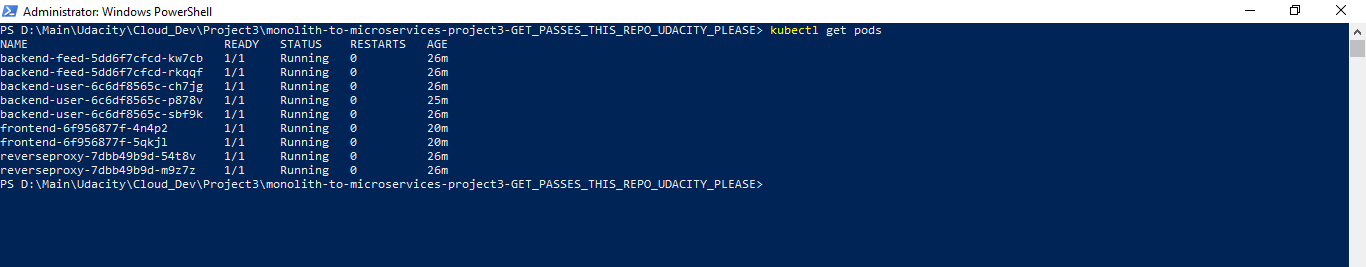 Administrator: Windows PowerShell
PS D:\Main\Udacity\Cloud_Dev\Project3\monolith-to-microservices-project3-GET_PASSES_THIS_REPO_UDACITY_PLEASE> kubectl get pods
NAME READY STATUS RESTARTS AGE
backend-feed-5dd6f7cfcd-kw7cb 1/1 Running 0 26m
backend-feed-5dd6f7cfcd-rkqqf 1/1 Running 0 26m
backend-user-6c6df8565c-ch7jg 1/1 Running 0 26m
backend-user-6c6df8565c-p878v 1/1 Running 0 25m
backend-user-6c6df8565c-sbf9k 1/1 Running 0 26m
frontend-6f956877f-4n4p2 1/1 Running 0 20m
frontend-6f956877f-5qkjl 1/1 Running 0 20m
reverseproxy-7dbb49b9d-54t8v 1/1 Running 0 26m
reverseproxy-7dbb49b9d-m9z7z 1/1 Running 0 26m
PS D:\Main\Udacity\Cloud_Dev\Project3\monolith-to-microservices-project3-GET_PASSES_THIS_REPO_UDACITY_PLEASE>